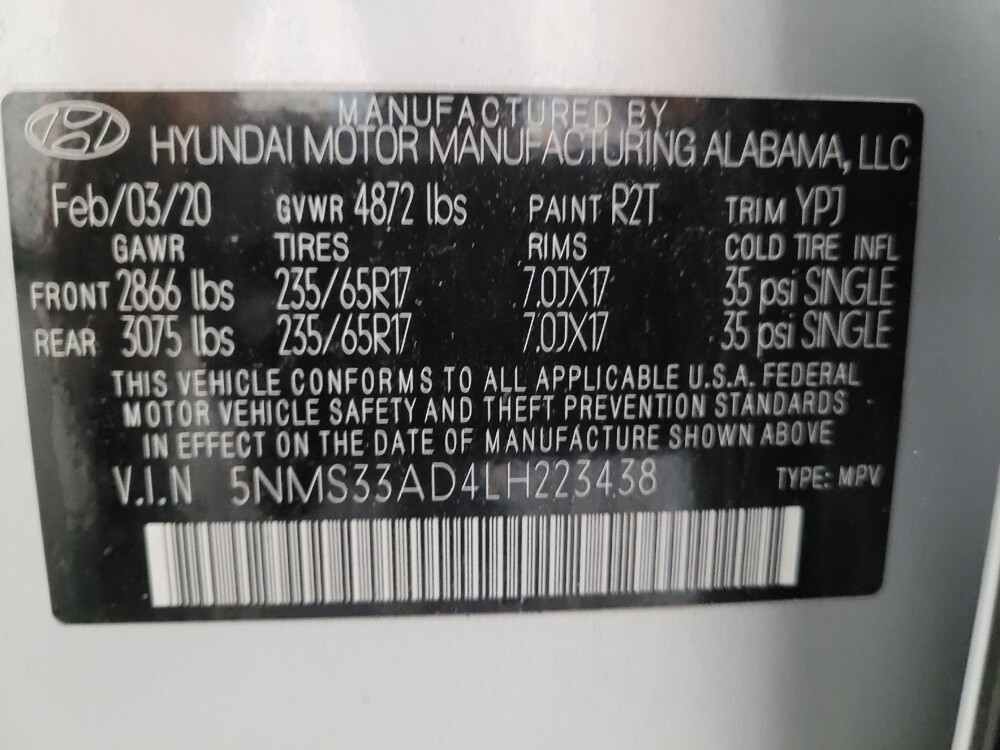 MANUFACTURED BY
HYUNDAI MOTOR MANUFACTURING ALABAMA, LLC
Feb/03/20 GVWR 4872 lbs PAINT R2T TRIM YPJ
GAWR TIRES RIMS COLD TIRE INFL
FRONT 2866 lbs 235/65R17 7.0JX17 35 psi SINGLE
REAR 3075 lbs 235/65R17 7.0JX17 35 psi SINGLE
THIS VEHICLE CONFORMS TO ALL APPLICABLE U.S.A. FEDERAL
MOTOR VEHICLE SAFETY AND THEFT PREVENTION STANDARDS
IN EFFECT ON THE DATE OF MANUFACTURE SHOWN ABOVE
V.I.N 5NMS33AD4LH223438 TYPE: MPV